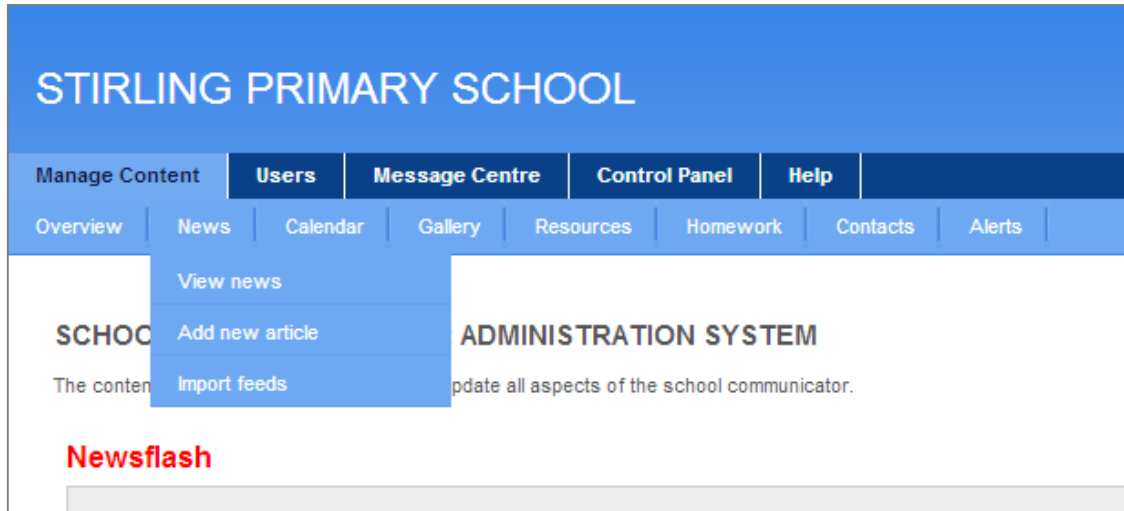 STIRLING PRIMARY SCHOOL
Manage Content Users Message Centre Control Panel Help
Overview News Calendar Gallery Resources Homework Contacts Alerts
View news
SCHOO Add new article ADMINISTRATION SYSTEM
The conten Import feeds pdate all aspects of the school communicator.
Newsflash